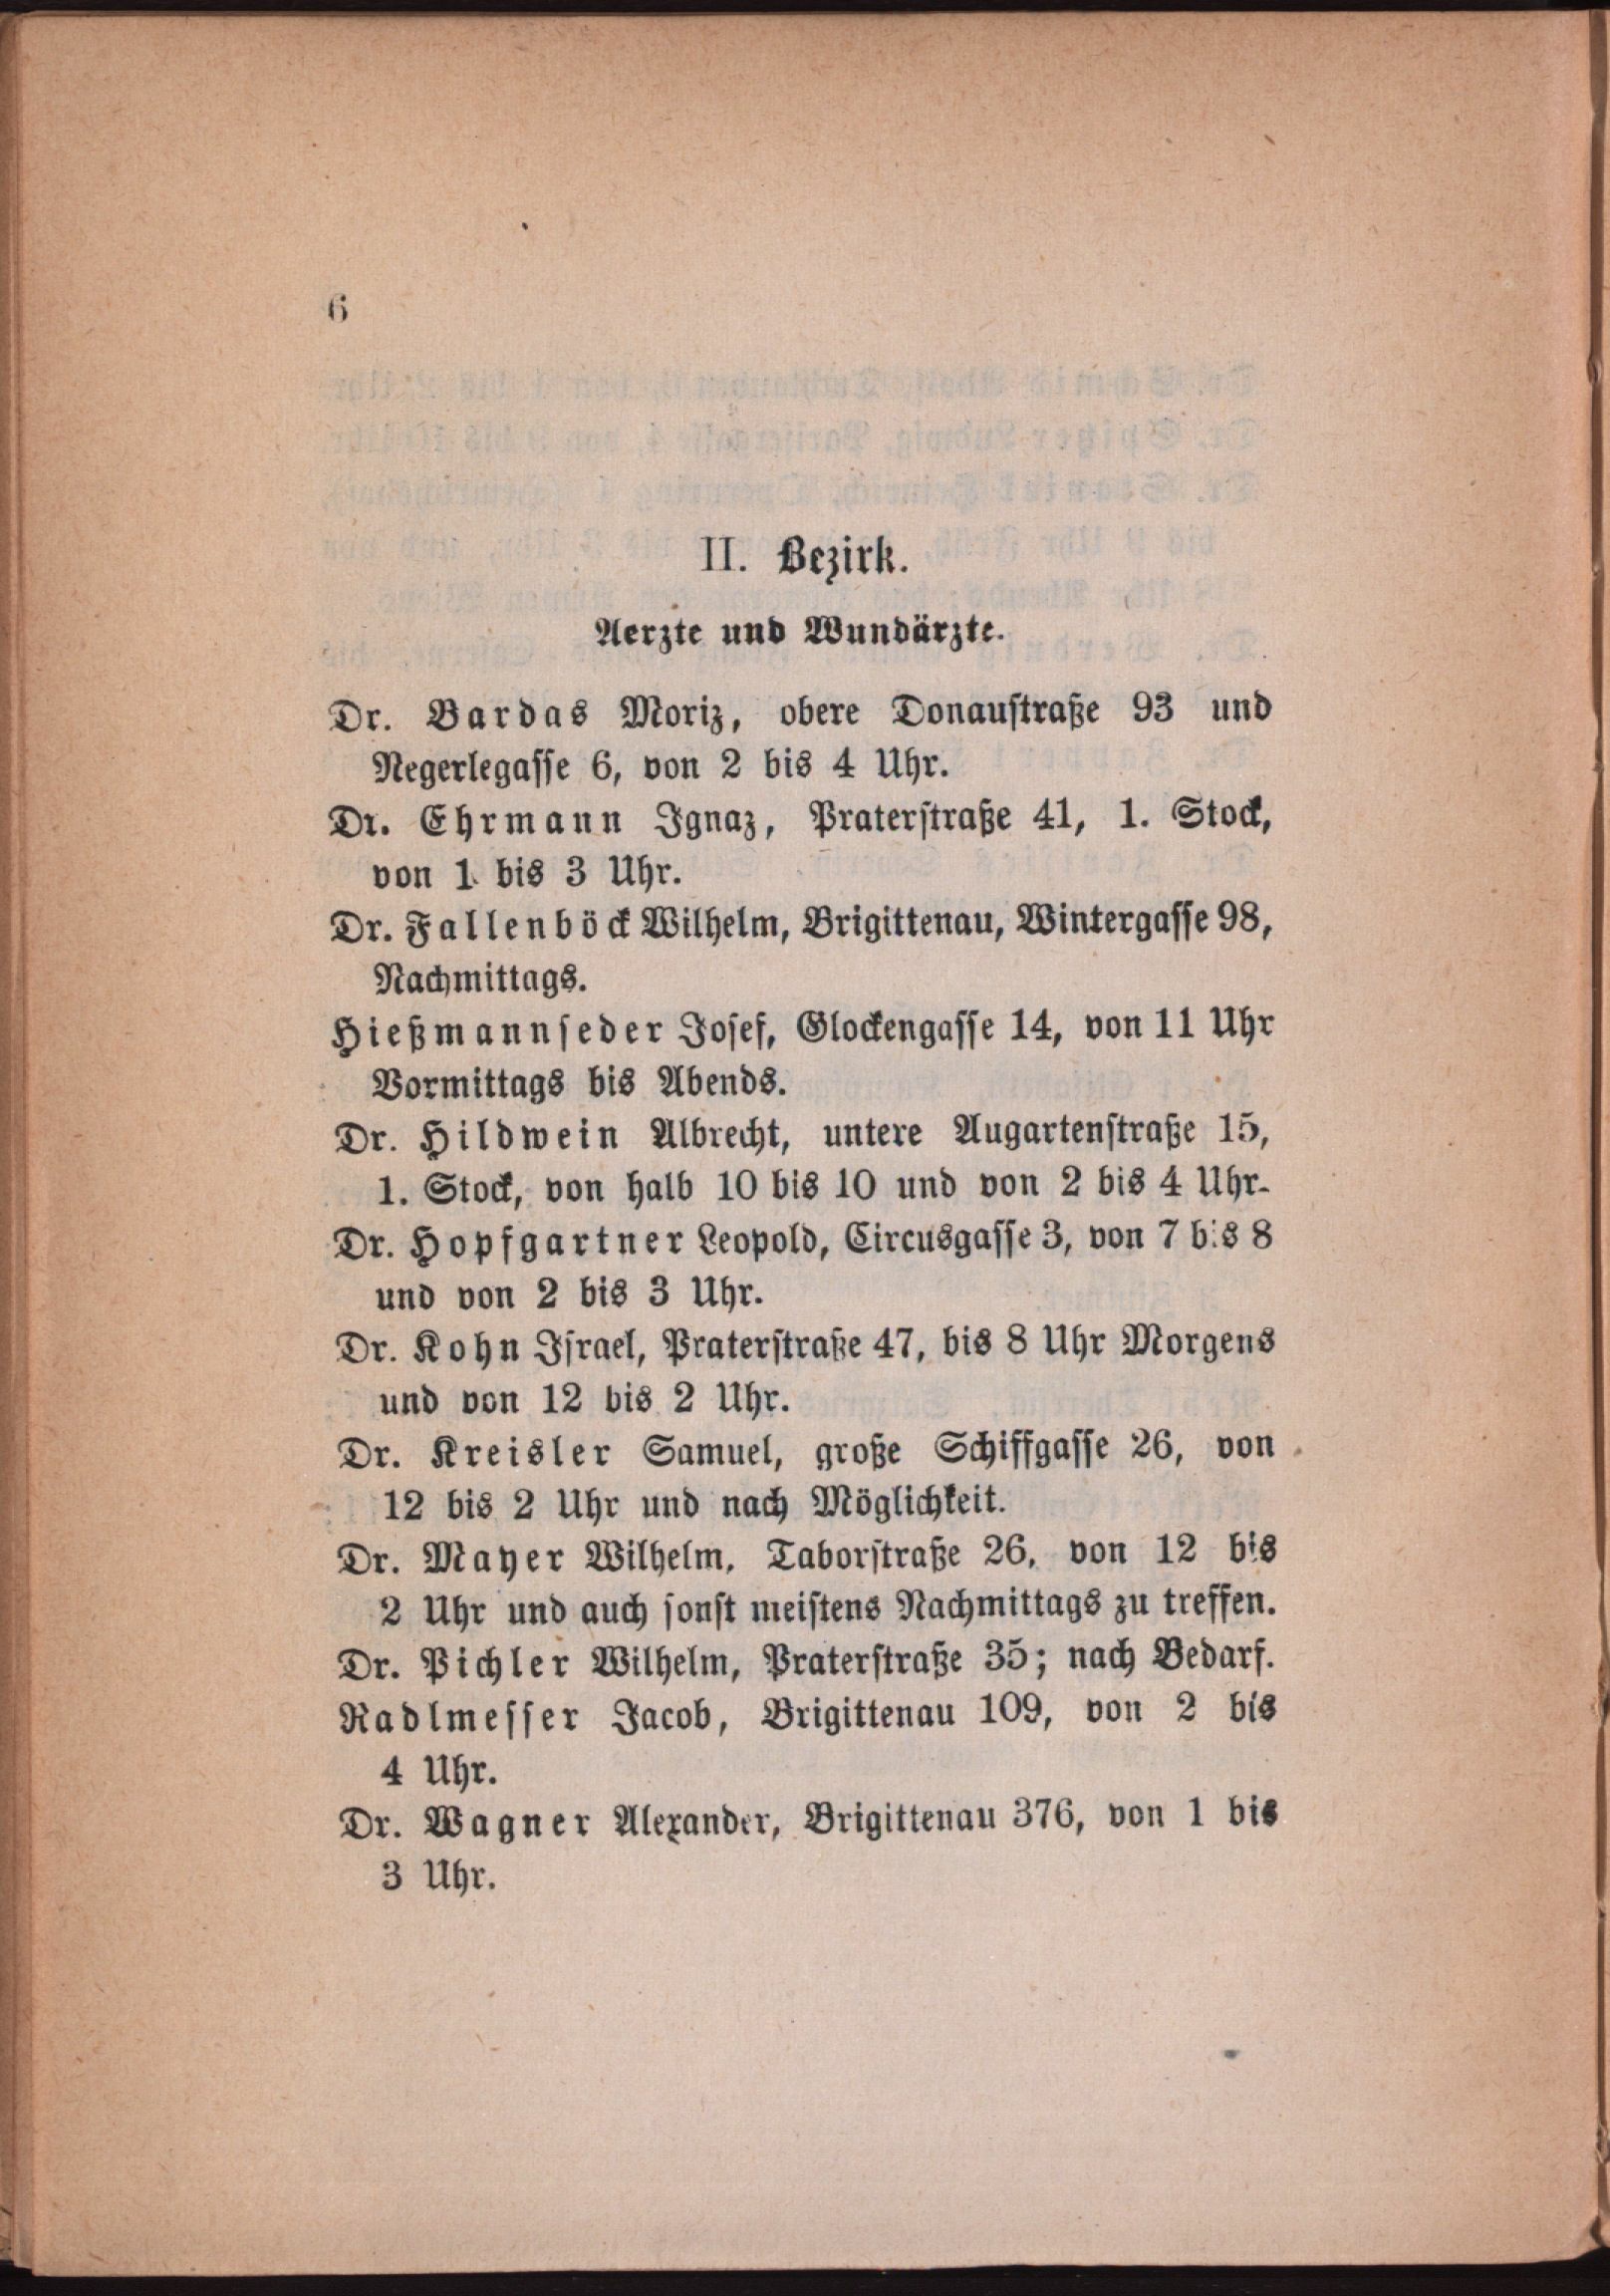 6
II. Bezirk.
Aerzte und Wundärzte.
Dr. Bardas Moriz, obere Donaustraße 93 und
Negerlegasse 6, von 2 bis 4 Uhr.
Dr. Ehrmann Ignaz, Praterstraße 41, 1. Stock,
von 1 bis 3 Uhr.
Dr. Fallenböck Wilhelm, Brigittenau, Wintergasse 98,
Nachmittags.
Hießmannseder Josef, Glockengasse 14, von 11 Uhr
Vormittags bis Abends.
Dr. Hildwein Albrecht, untere Augartenstraße 15,
1. Stock, von halb 10 bis 10 und von 2 bis 4 Uhr.
Dr. Hopfgartner Leopold, Circusgasse 3, von 7 bis 8
und von 2 bis 3 Uhr.
Dr. Kohn Israel, Praterstraße 47, bis 8 Uhr Morgens
und von 12 bis 2 Uhr.
Dr. Kreisler Samuel, große Schiffgasse 26, von
12 bis 2 Uhr und nach Möglichkeit.
Dr. Mayer Wilhelm, Taborstraße 26, von 12 bis
2 Uhr und auch sonst meistens Nachmittags zu treffen.
Dr. Pichler Wilhelm, Praterstraße 35; nach Bedarf.
Radlmesser Jacob, Brigittenau 109, von 2 bis
4 Uhr.
Dr. Wagner Alexander, Brigittenau 376, von 1 bis
3 Uhr.